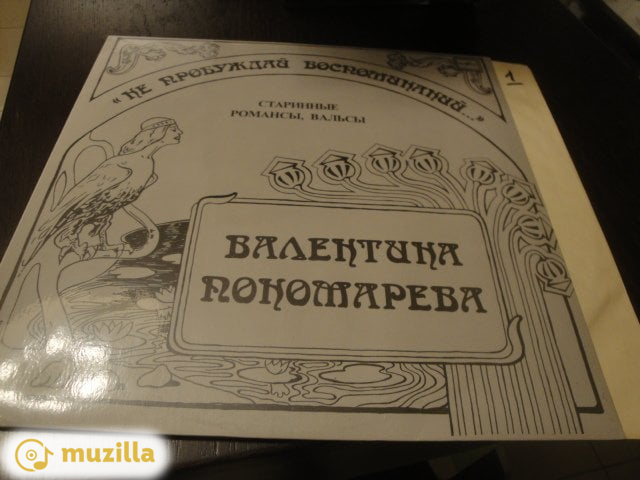 "НЕ ПРОБУЖДАЙ ВОСПОМИНАНИЙ..."
СТАРИННЫЕ
РОМАНСЫ, ВАЛЬСЫ
ВАЛЕНТИНА
ПОНОМАРЕВА
1
muzilla